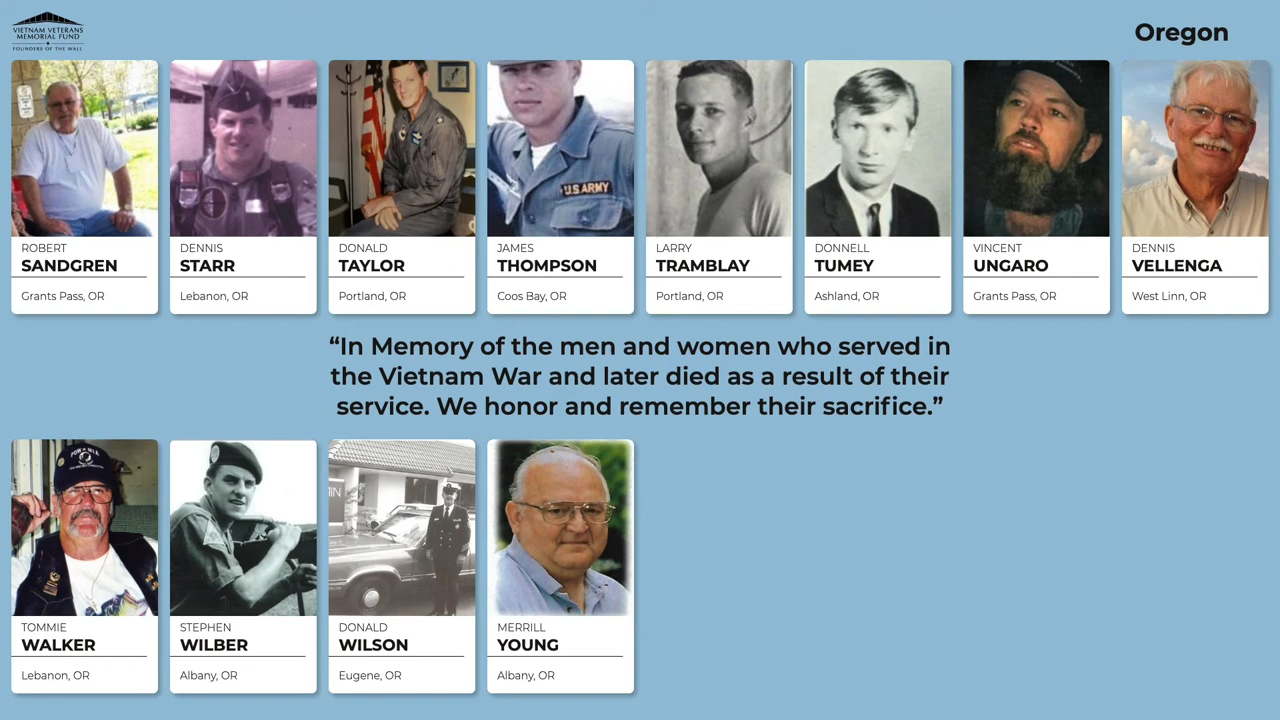 VIETNAM VETERANS
MEMORIAL FUND
FOUNDERS OF THE WALL
Oregon
U.S. ARMY
ROBERT
SANDGREN
Grants Pass, OR
DENNIS
STARR
Lebanon, OR
DONALD
TAYLOR
Portland, OR
JAMES
THOMPSON
Coos Bay, OR
LARRY
TRAMBLAY
Portland, OR
DONNELL
TUMEY
Ashland, OR
VINCENT
UNGARO
Grants Pass, OR
DENNIS
VELLENGA
West Linn, OR
“In Memory of the men and women who served in
the Vietnam War and later died as a result of their
service. We honor and remember their sacrifice.”
TOMMIE
WALKER
Lebanon, OR
STEPHEN
WILBER
Albany, OR
DONALD
WILSON
Eugene, OR
MERRILL
YOUNG
Albany, OR